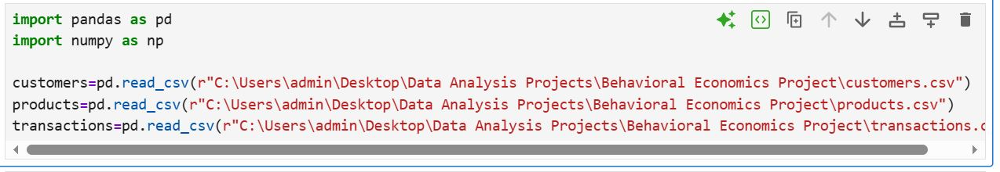 import pandas as pd
import numpy as np
customers=pd.read_csv(r"C:\Users\admin\Desktop\Data Analysis Projects\Behavioral Economics Project\customers.csv")
products=pd.read_csv(r"C:\Users\admin\Desktop\Data Analysis Projects\Behavioral Economics Project\products.csv")
transactions=pd.read_csv(r"C:\Users\admin\Desktop\Data Analysis Projects\Behavioral Economics Project\transactions.c